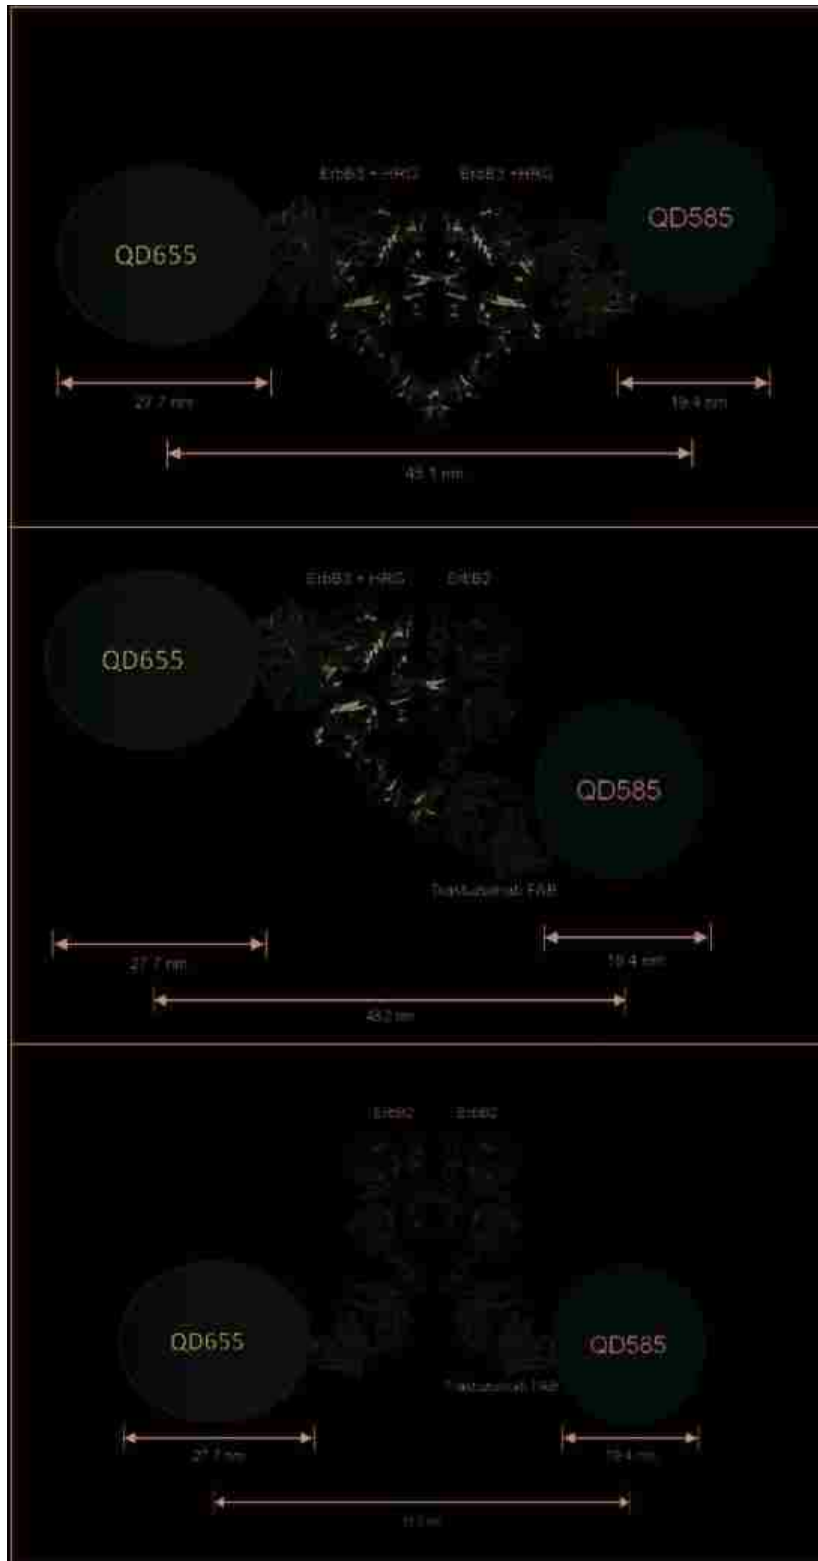 ErbB3 + HRG ErbB3 +HRG
QD655
QD585
27.7 nm
19.4 nm
ErbB3 + HRG ErbB2
QD655
QD585
Trastuzumab FAB
27.7 nm
19.4 nm
ErbB2 ErbB2
QD655
QD585
Trastuzumab FAB
27.7 nm
19.4 nm